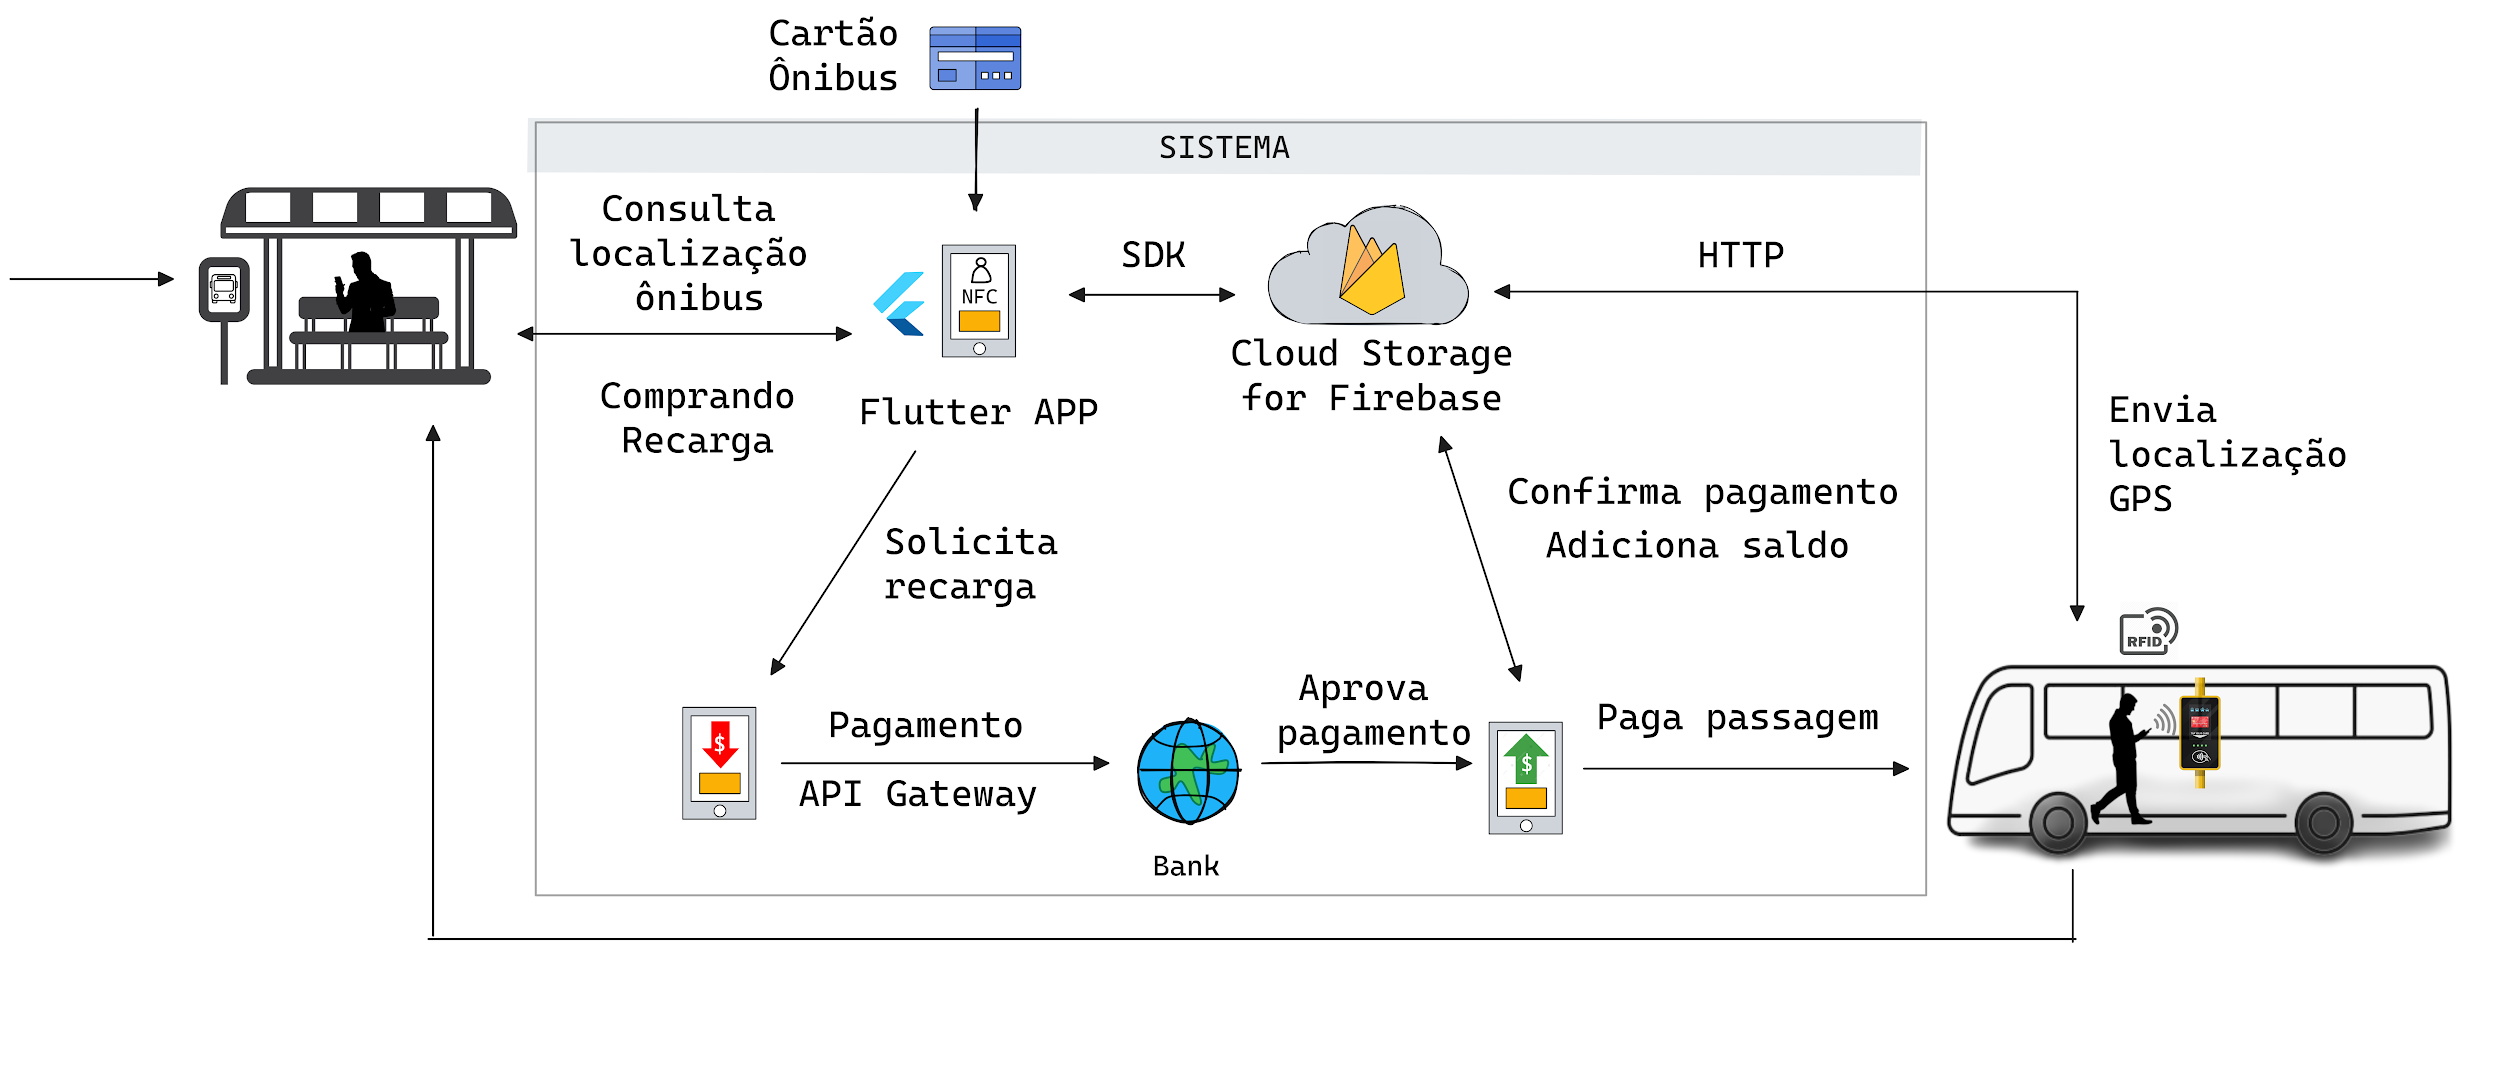 Cartão
Ônibus
SISTEMA
Consulta
localização
ônibus
NFC
SDK
HTTP
Cloud Storage
for Firebase
Comprando
Recarga
Flutter APP
Envia
localização
GPS
Confirma pagamento
Adiciona saldo
Solicita
recarga
RFID
Aprova
pagamento
Paga passagem
Pagamento
API Gateway
$
$
Bank